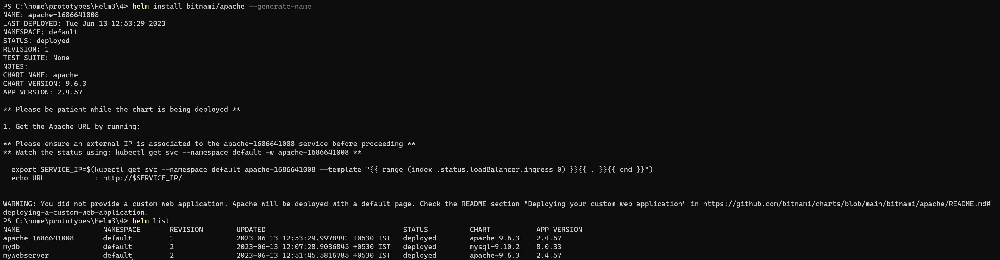 PS C:\home\prototypes\Helm3\4> helm install bitnami/apache --generate-name
NAME: apache-1686641008
LAST DEPLOYED: Tue Jun 13 12:53:29 2023
NAMESPACE: default
STATUS: deployed
REVISION: 1
TEST SUITE: None
NOTES:
CHART NAME: apache
CHART VERSION: 9.6.3
APP VERSION: 2.4.57
** Please be patient while the chart is being deployed **
1. Get the Apache URL by running:
** Please ensure an external IP is associated to the apache-1686641008 service before proceeding **
** Watch the status using: kubectl get svc --namespace default -w apache-1686641008 **
  export SERVICE_IP=$(kubectl get svc --namespace default apache-1686641008 --template "{{ range (index .status.loadBalancer.ingress 0) }}{{ . }}{{ end }}")
  echo URL            : http://$SERVICE_IP/
WARNING: You did not provide a custom web application. Apache will be deployed with a default page. Check the README section "Deploying your custom web application" in https://github.com/bitnami/charts/blob/main/bitnami/apache/README.md#
deploying-a-custom-web-application.
PS C:\home\prototypes\Helm3\4> helm list
NAME                    NAMESPACE       REVISION        UPDATED                                 STATUS          CHART           APP VERSION
apache-1686641008       default         1               2023-06-13 12:53:29.9978441 +0530 IST   deployed        apache-9.6.3    2.4.57
mydb                    default         2               2023-06-13 12:07:28.9036845 +0530 IST   deployed        mysql-9.10.2    8.0.33
mywebserver             default         2               2023-06-13 12:51:45.5816785 +0530 IST   deployed        apache-9.6.3    2.4.57